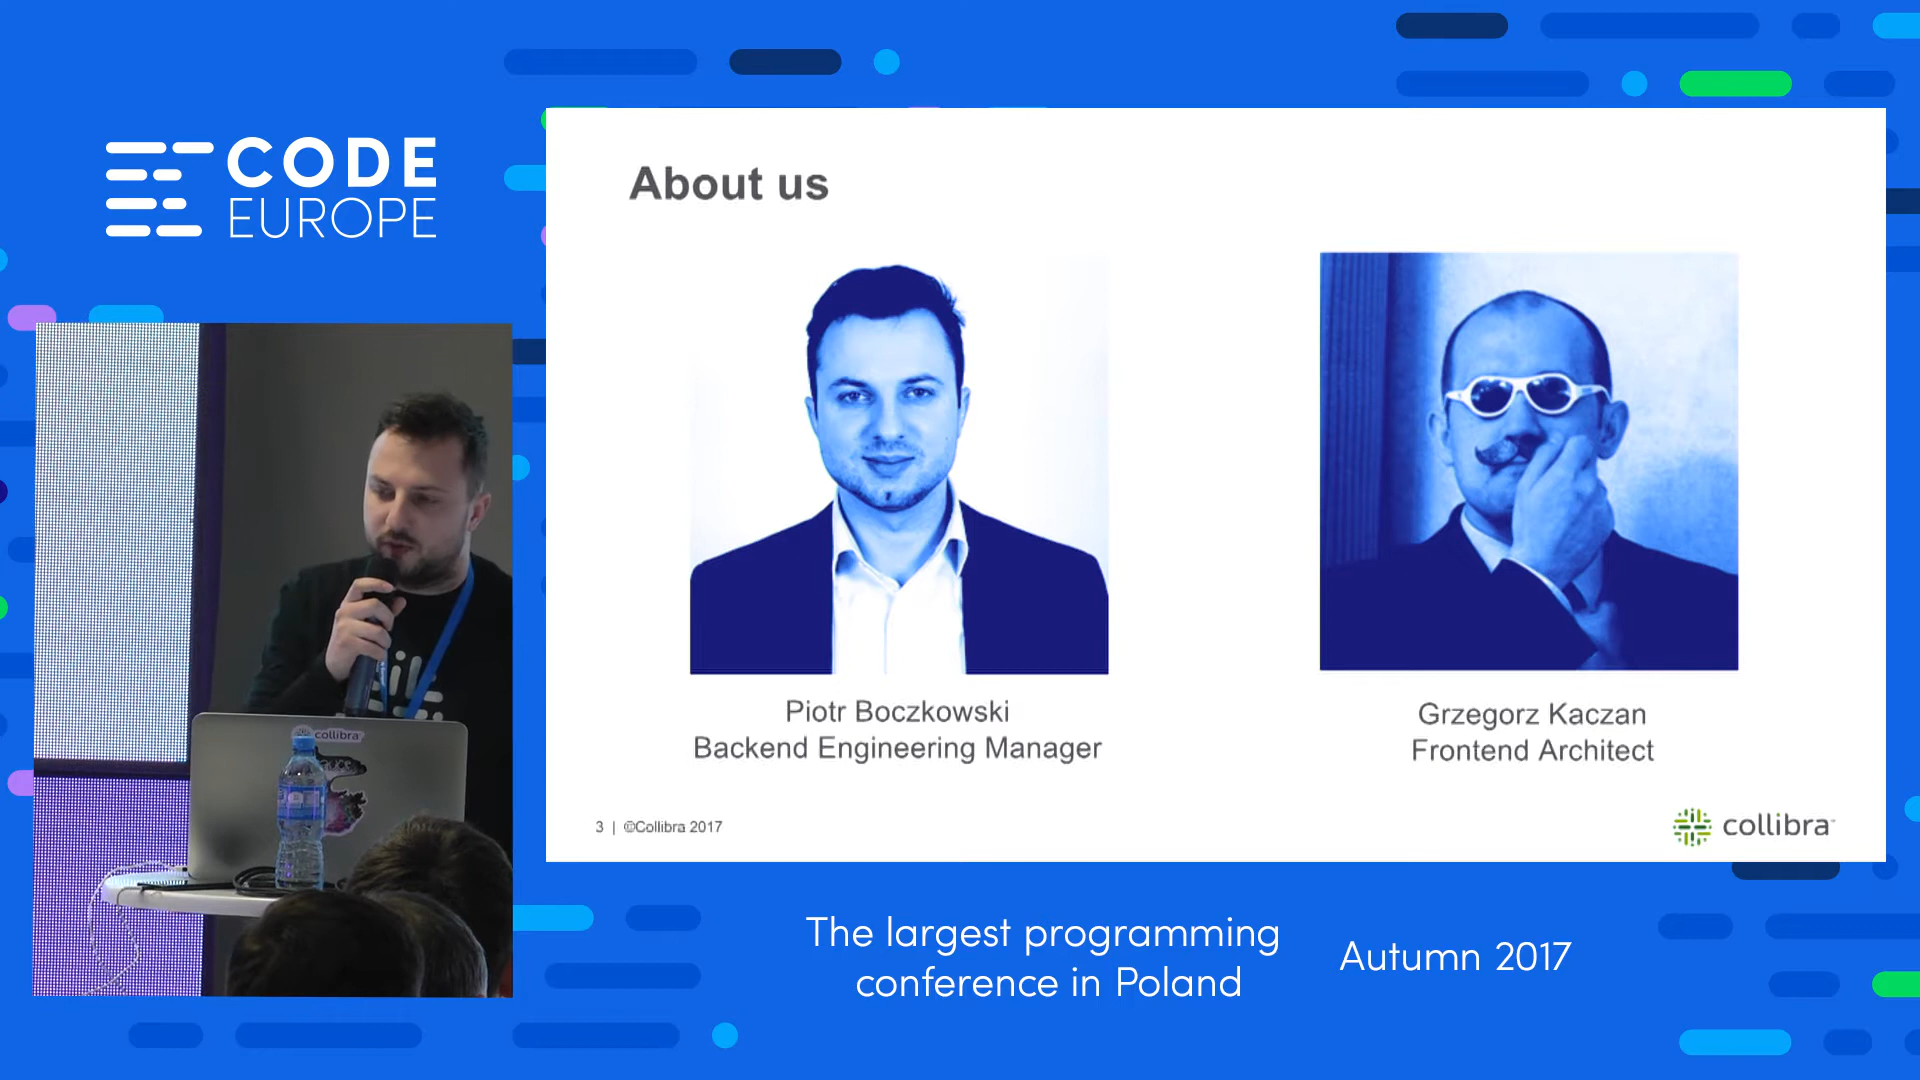 CODE
EUROPE
About us
Piotr Boczkowski
Backend Engineering Manager
Grzegorz Kaczan
Frontend Architect
3 | ©Collibra 2017
collibra
collibra
The largest programming
conference in Poland
Autumn 2017